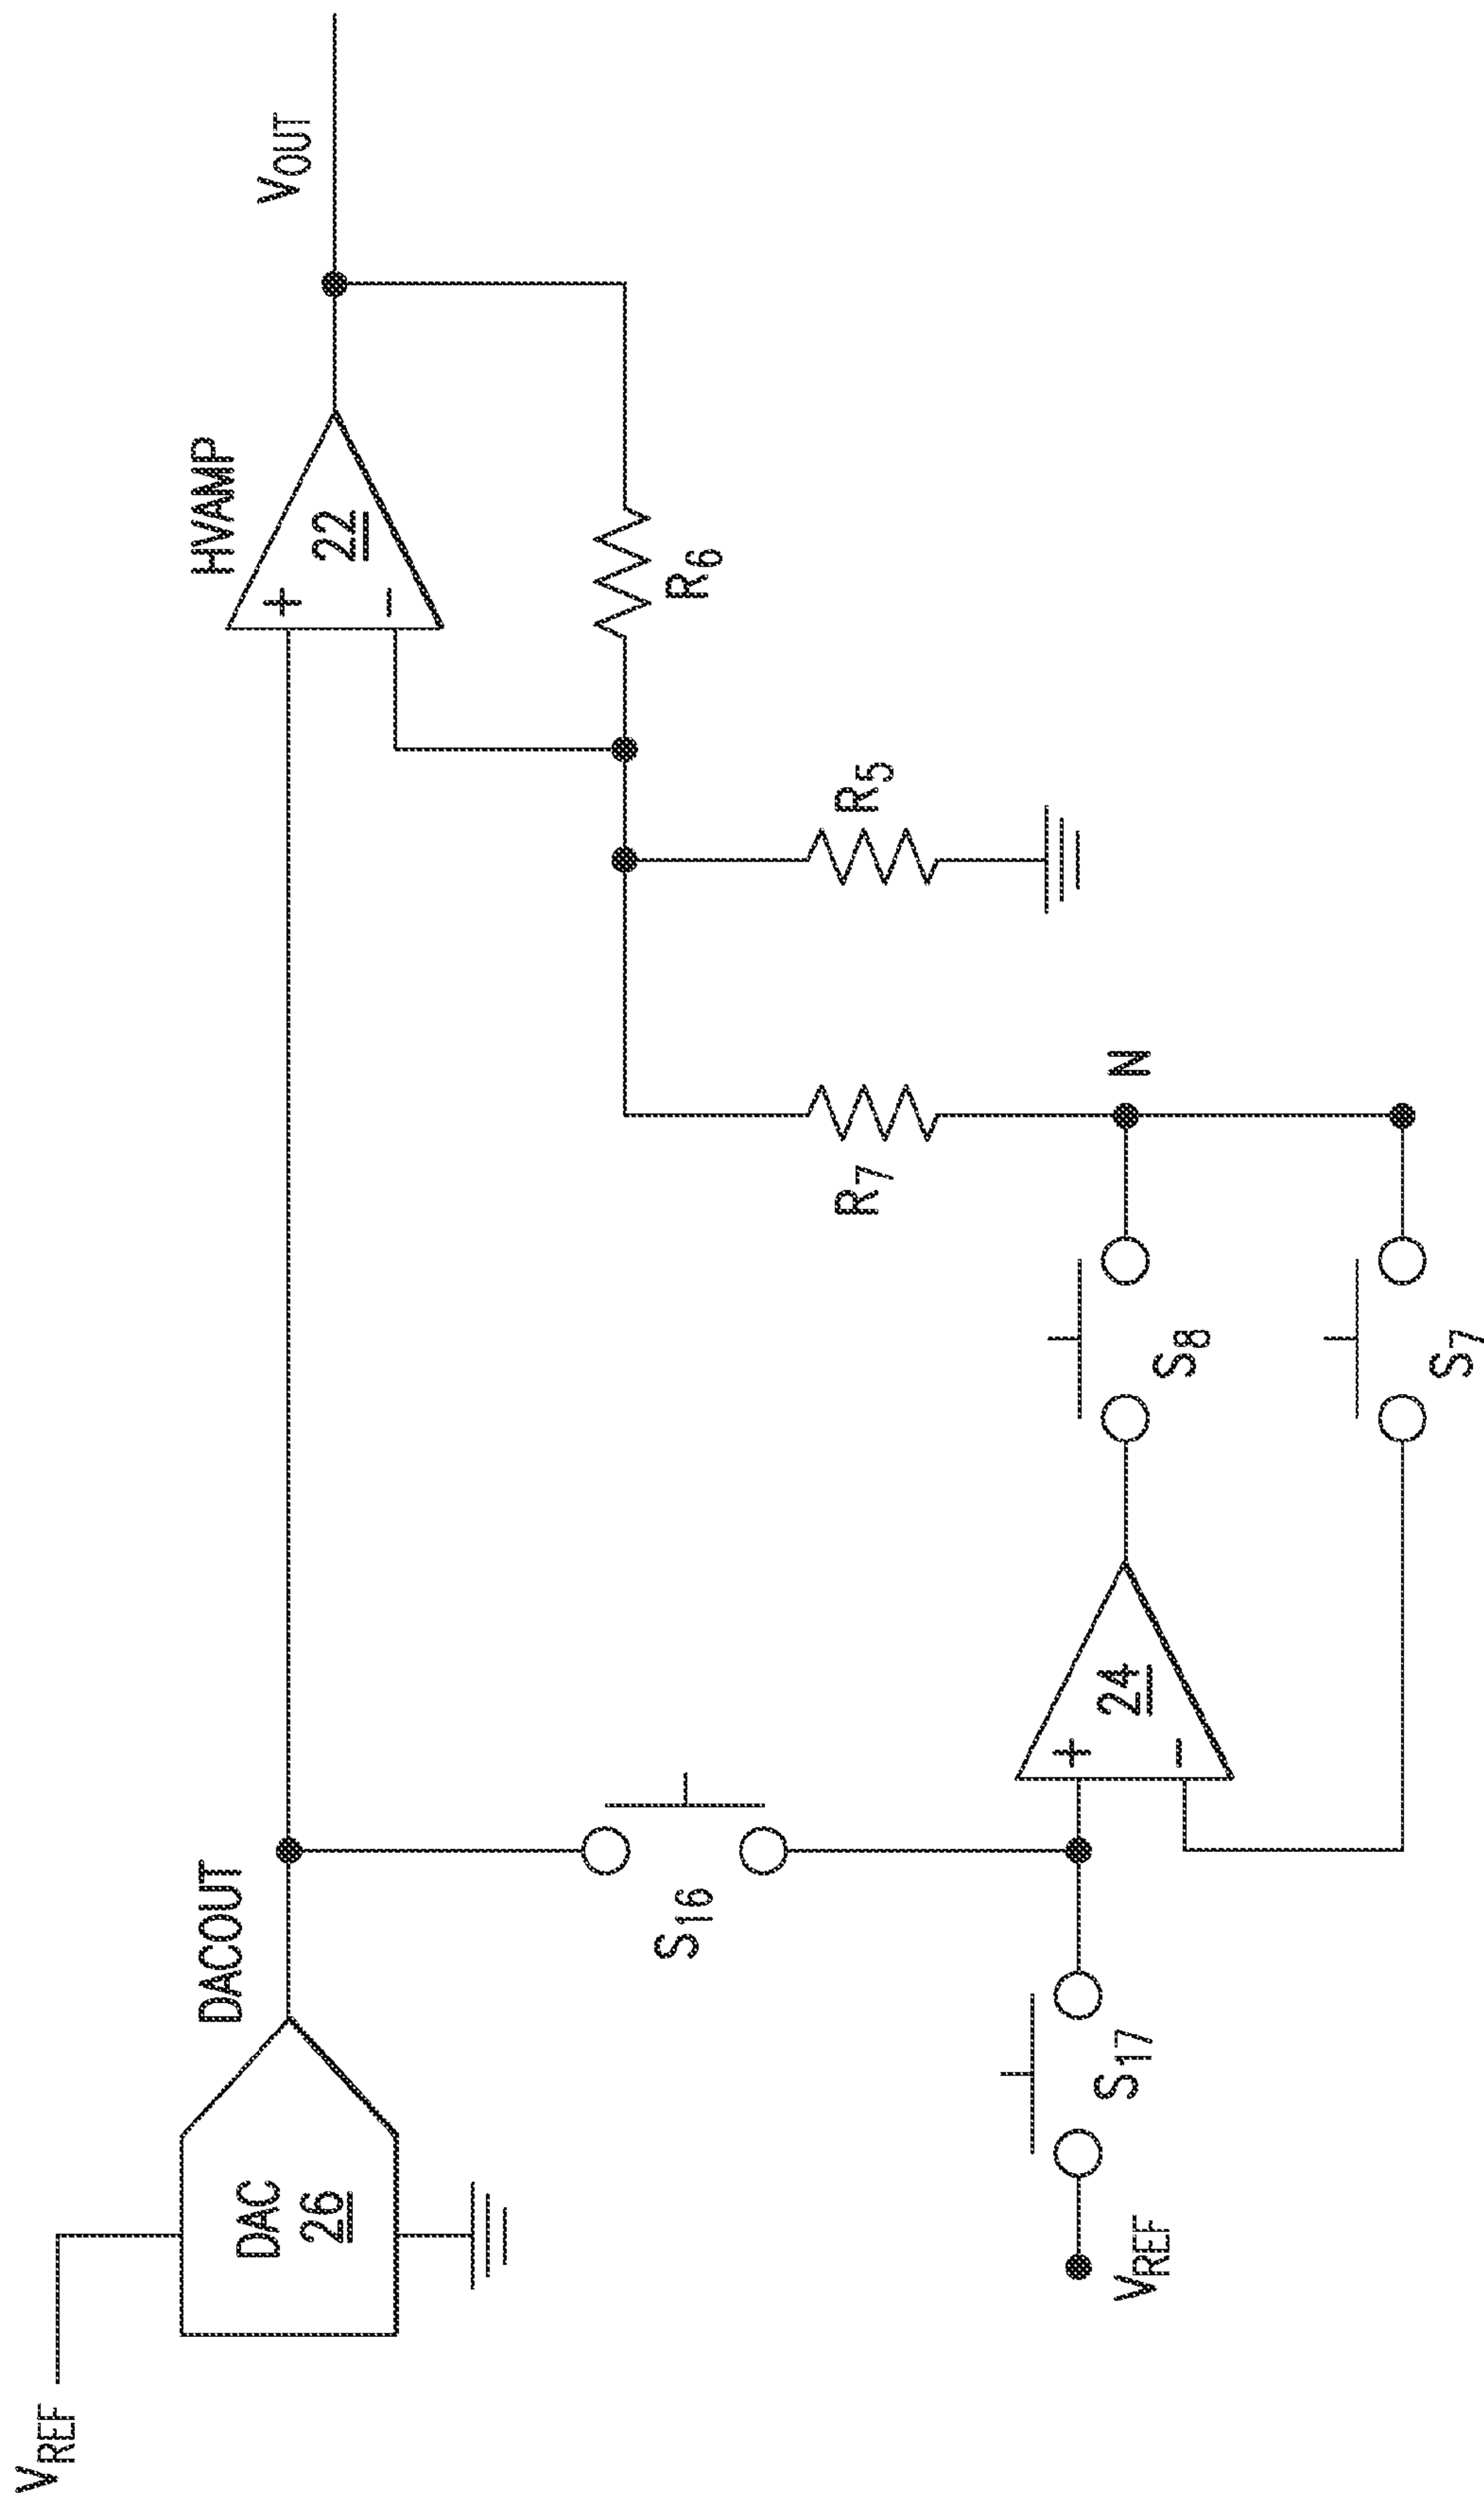 VREF
DAC
26
DACOUT
S16
VREF
S17
+
−
24
S8
S7
N
R7
R5
R6
+
−
22
HVAMP
VOUT